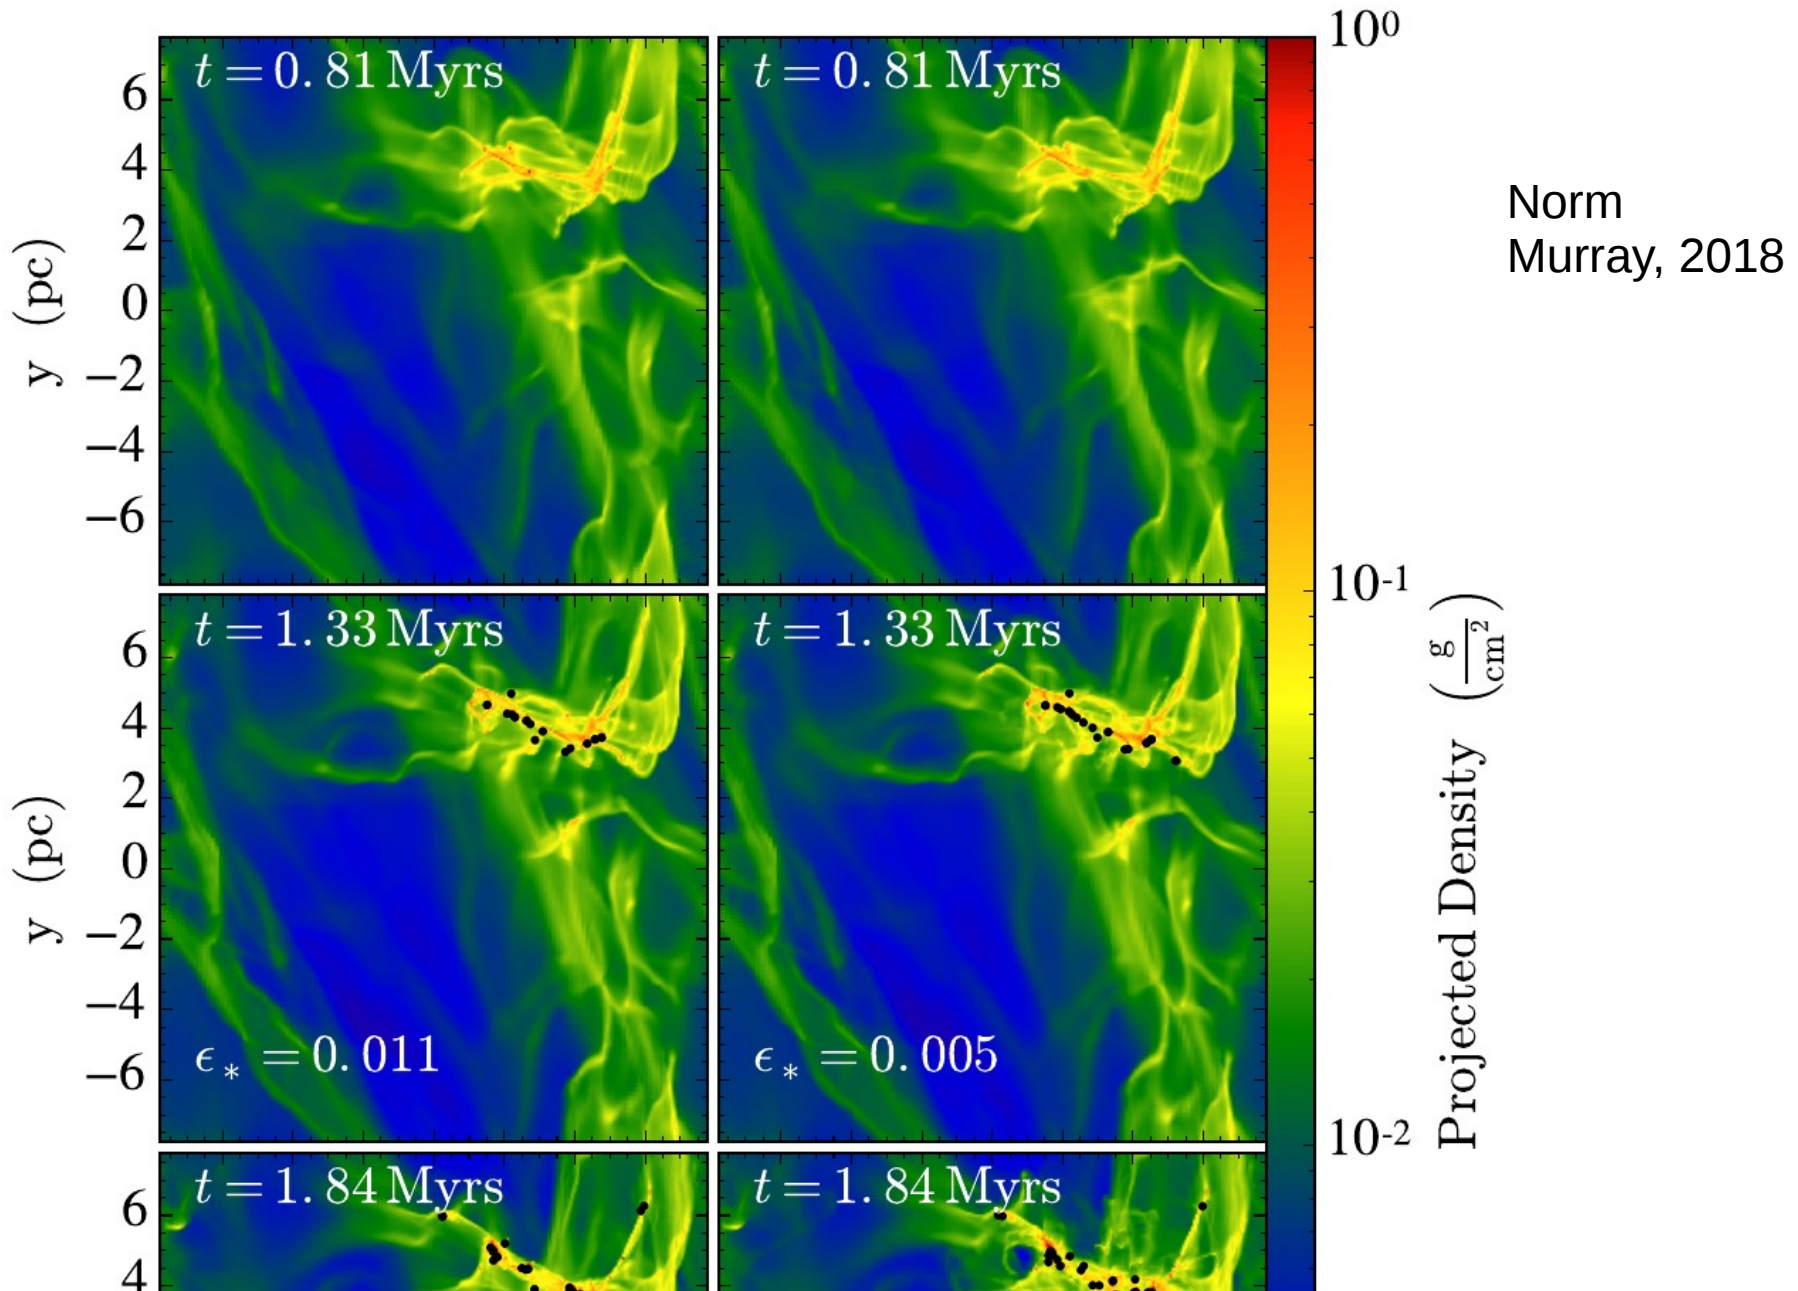 10⁰
t = 0.81 Myrs
t = 0.81 Myrs
6
4
2
0
−2
−4
−6
y (pc)
Norm
Murray, 2018
10⁻¹
t = 1.33 Myrs
t = 1.33 Myrs
6
4
2
0
−2
−4
−6
y (pc)
ϵ* = 0.011
ϵ* = 0.005
Projected Density (g/cm²)
10⁻²
t = 1.84 Myrs
t = 1.84 Myrs
6
4